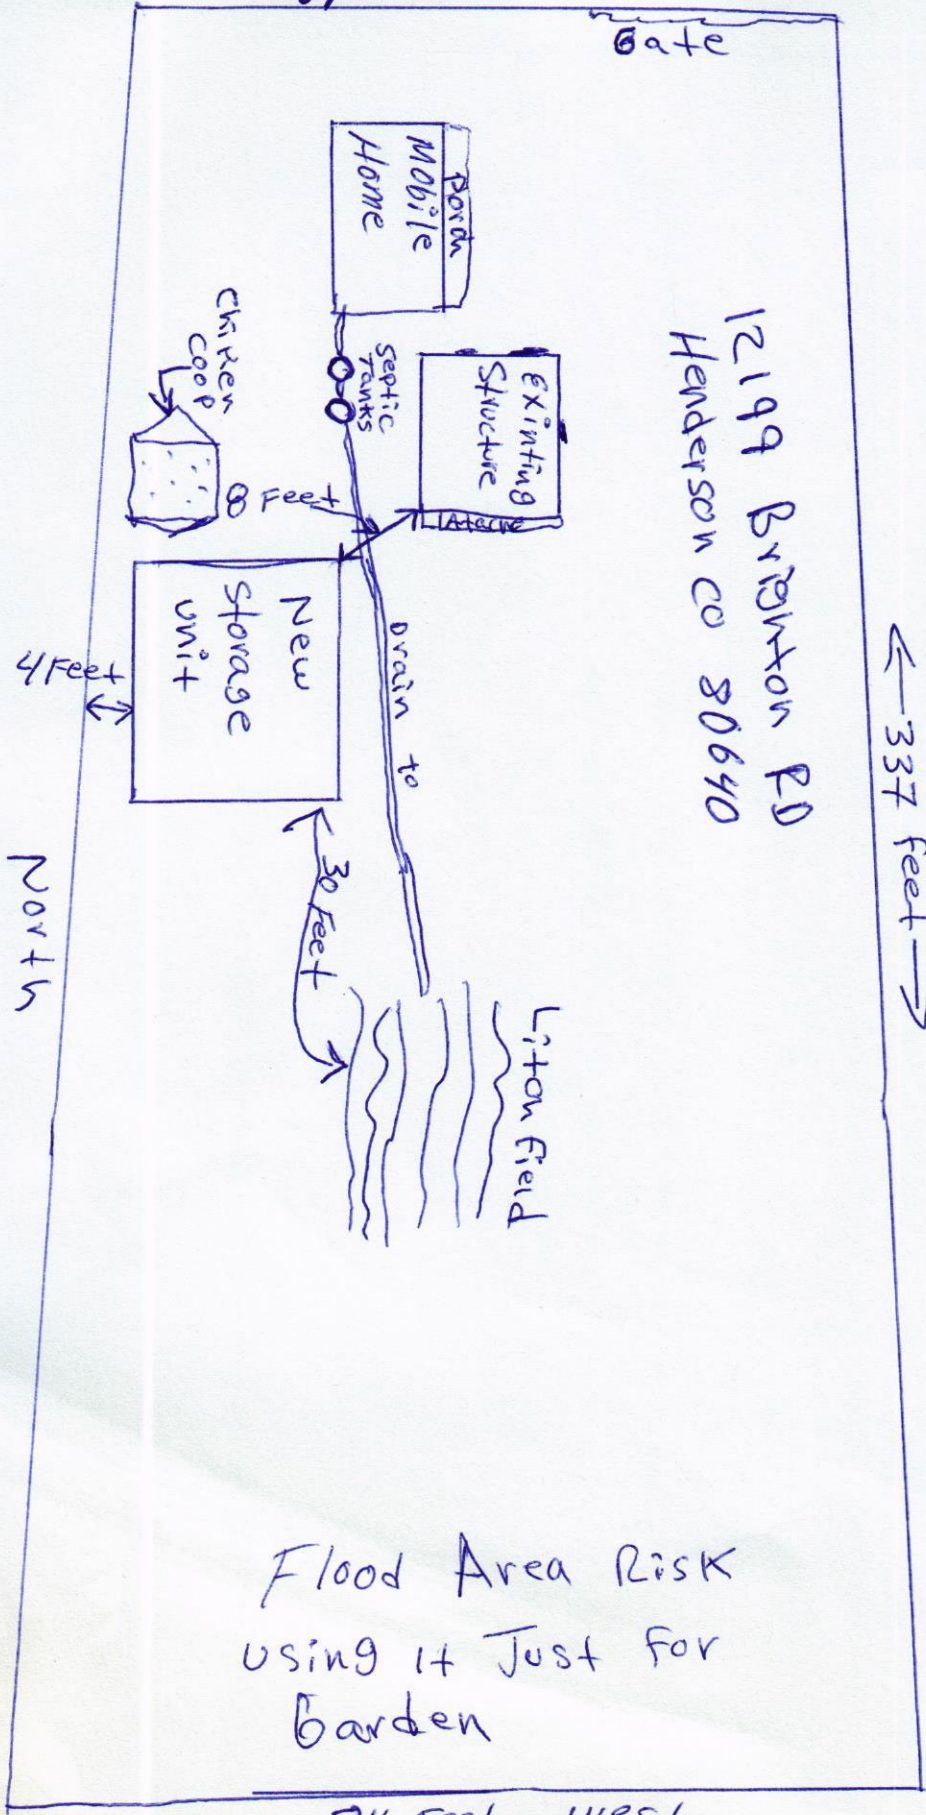 Gate
Porch
Mobile
Home
Septic
Tanks
Exinting
Structure
Chiken
Coop
8 Feet
12199 Brighton RD
Henderson CO 80640
337 feet
New
Storage
unit
4 Feet
Drain to
30 Feet
North
Liton Field
Flood Area Risk
using it Just for
Garden